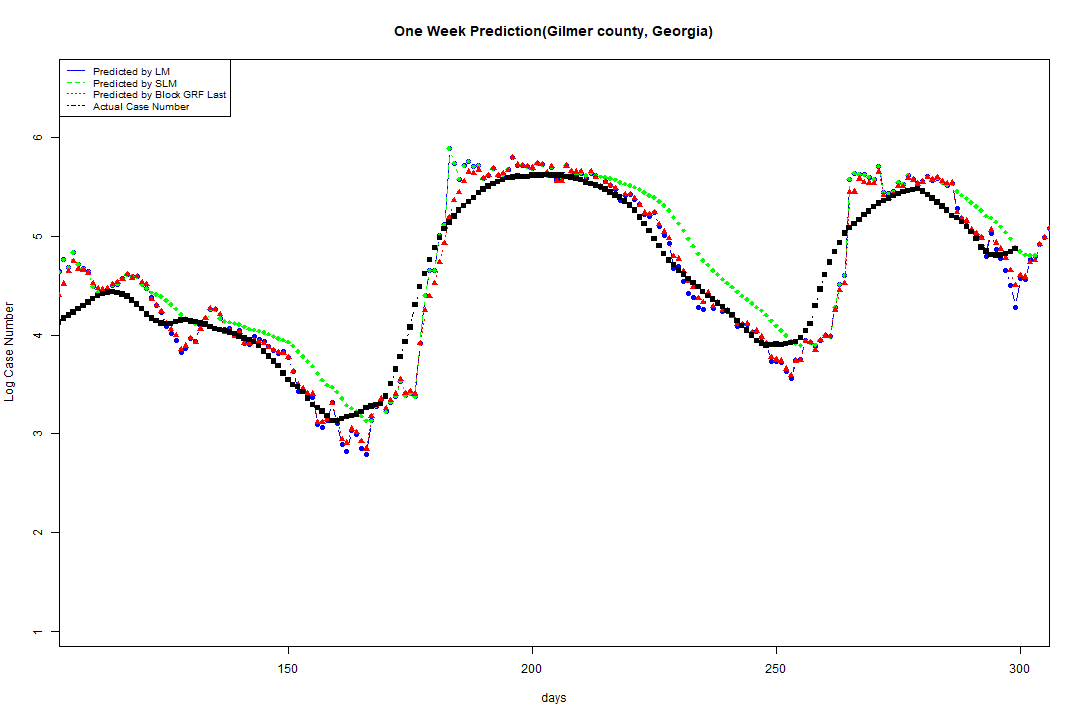 One Week Prediction(Gilmer county, Georgia)
Predicted by LM
Predicted by SLM
Predicted by Block GRF Last
Actual Case Number
6
5
4
3
2
1
Log Case Number
150 200 250 300
days